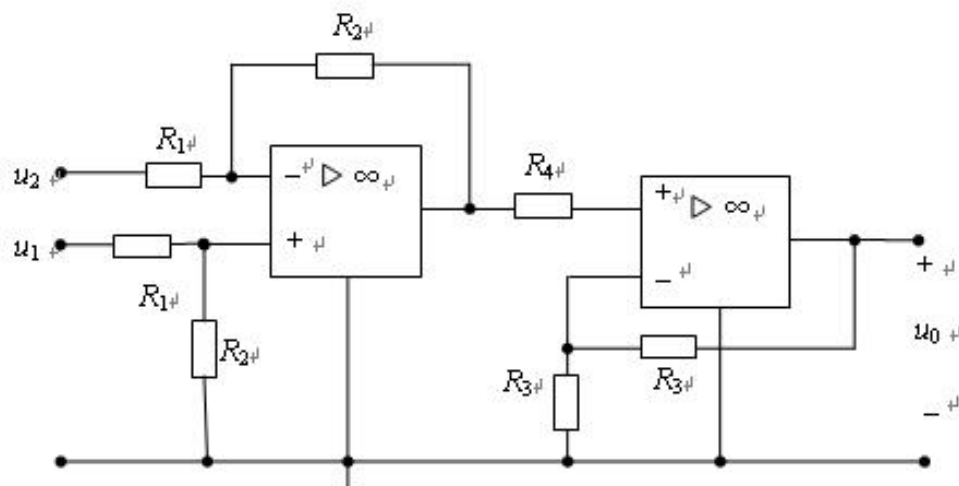 R₂↵
R₁↵
u₂ ↵
−↵ ▷ ∞↵
R₄↵
+↵ ▷ ∞↵
u₁ ↵
+ ↵
R₁↵
− ↵
+ ↵
R₂↵
u₀ ↵
R₃↵
R₃↵
− ↵